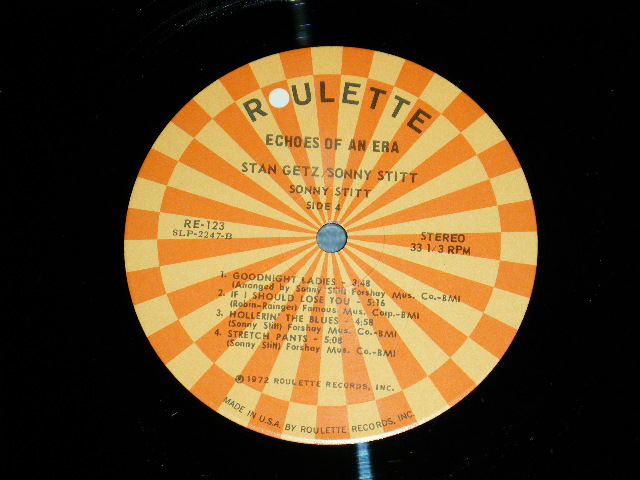 ROULETTE
ECHOES OF AN ERA
STAN GETZ/SONNY STITT
SONNY STITT
SIDE 4
RE-123
SLP-2247-B
STEREO
33 1/3 RPM
1. GOODNIGHT LADIES - 3:48
(Arranged by Sonny Stitt Forshay Mus. Co.-BMI
2. IF I SHOULD LOSE YOU - 5:16
(Robin-Rainger) Famous Mus. Corp.-BMI
3. HOLLERIN' THE BLUES - 4:58
(Sonny Stitt) Forshay Mus. Co.-BMI
4. STRETCH PANTS - 5:08
(Sonny Stitt) Forshay Mus. Co.-BMI
℗ 1972 ROULETTE RECORDS, INC.
MADE IN U.S.A. BY ROULETTE RECORDS, INC.